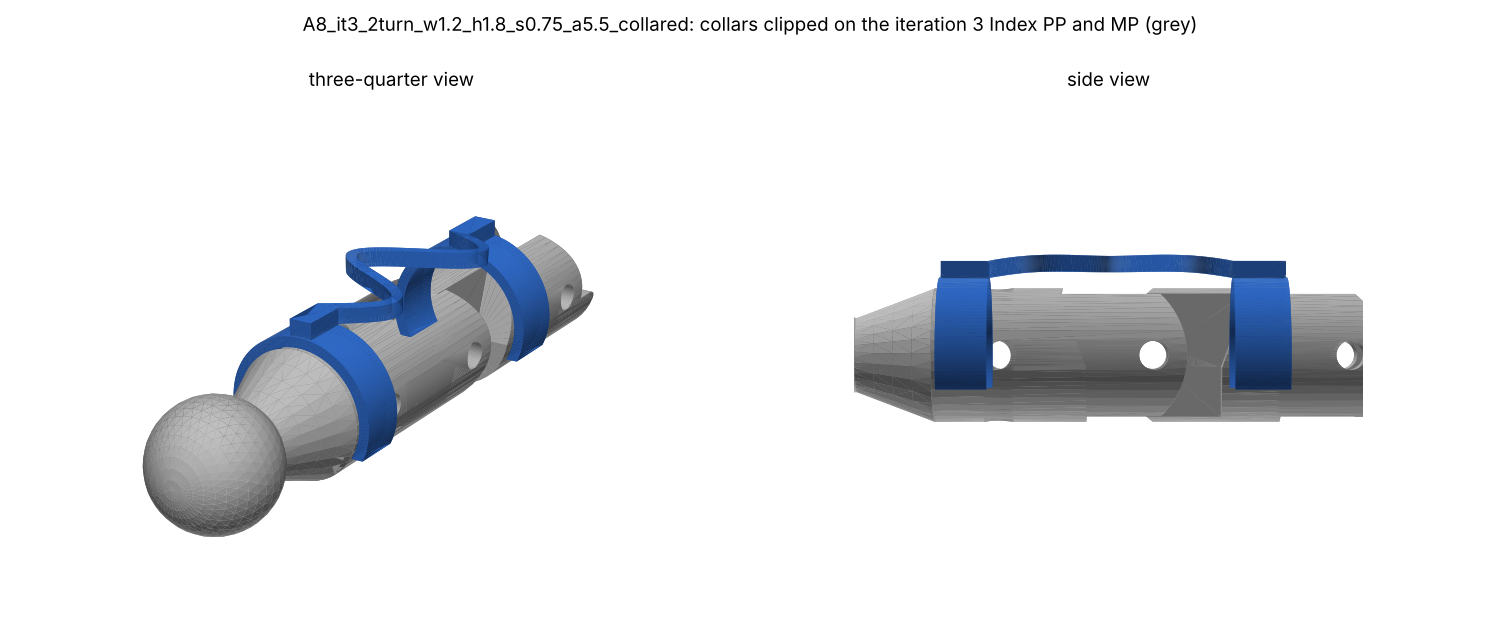 A8_it3_2turn_w1.2_h1.8_s0.75_a5.5_collared: collars clipped on the iteration 3 Index PP and MP (grey)
three-quarter view
side view